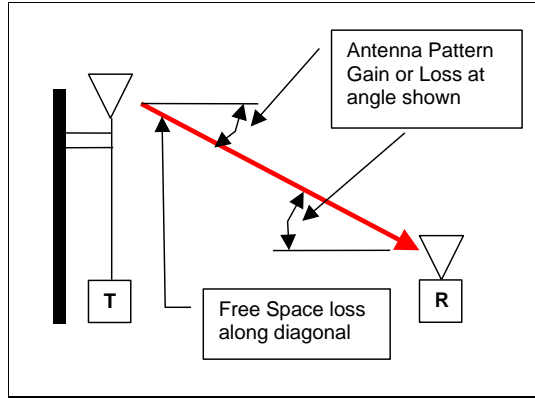 Antenna Pattern
Gain or Loss at
angle shown
T
R
Free Space loss
along diagonal